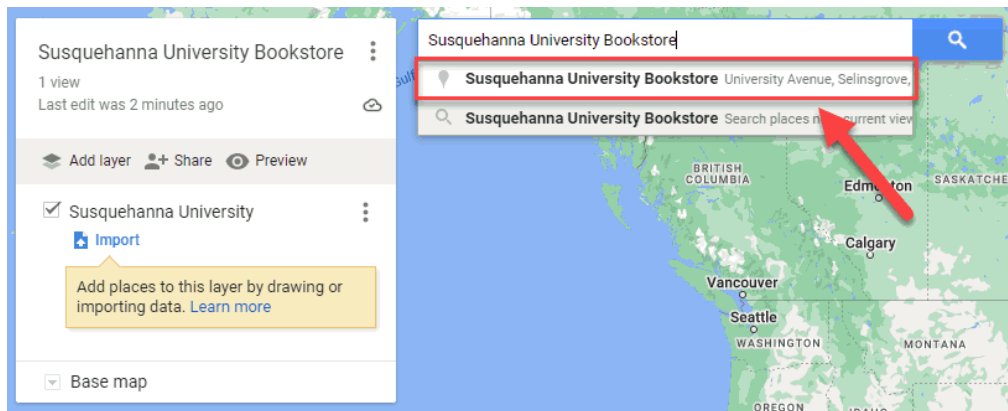 Susquehanna University Bookstore
1 view
Last edit was 2 minutes ago
Add layer
Share
Preview
Susquehanna University
Import
Add places to this layer by drawing or
importing data. Learn more
Base map
Susquehanna University Bookstore
Susquehanna University Bookstore University Avenue, Selinsgrove,
Susquehanna University Bookstore Search places current view
BRITISH
COLUMBIA
SASKATCHE
Calgary
Vancouver
Seattle
WASHINGTON
MONTANA
OREGON
IDAHO